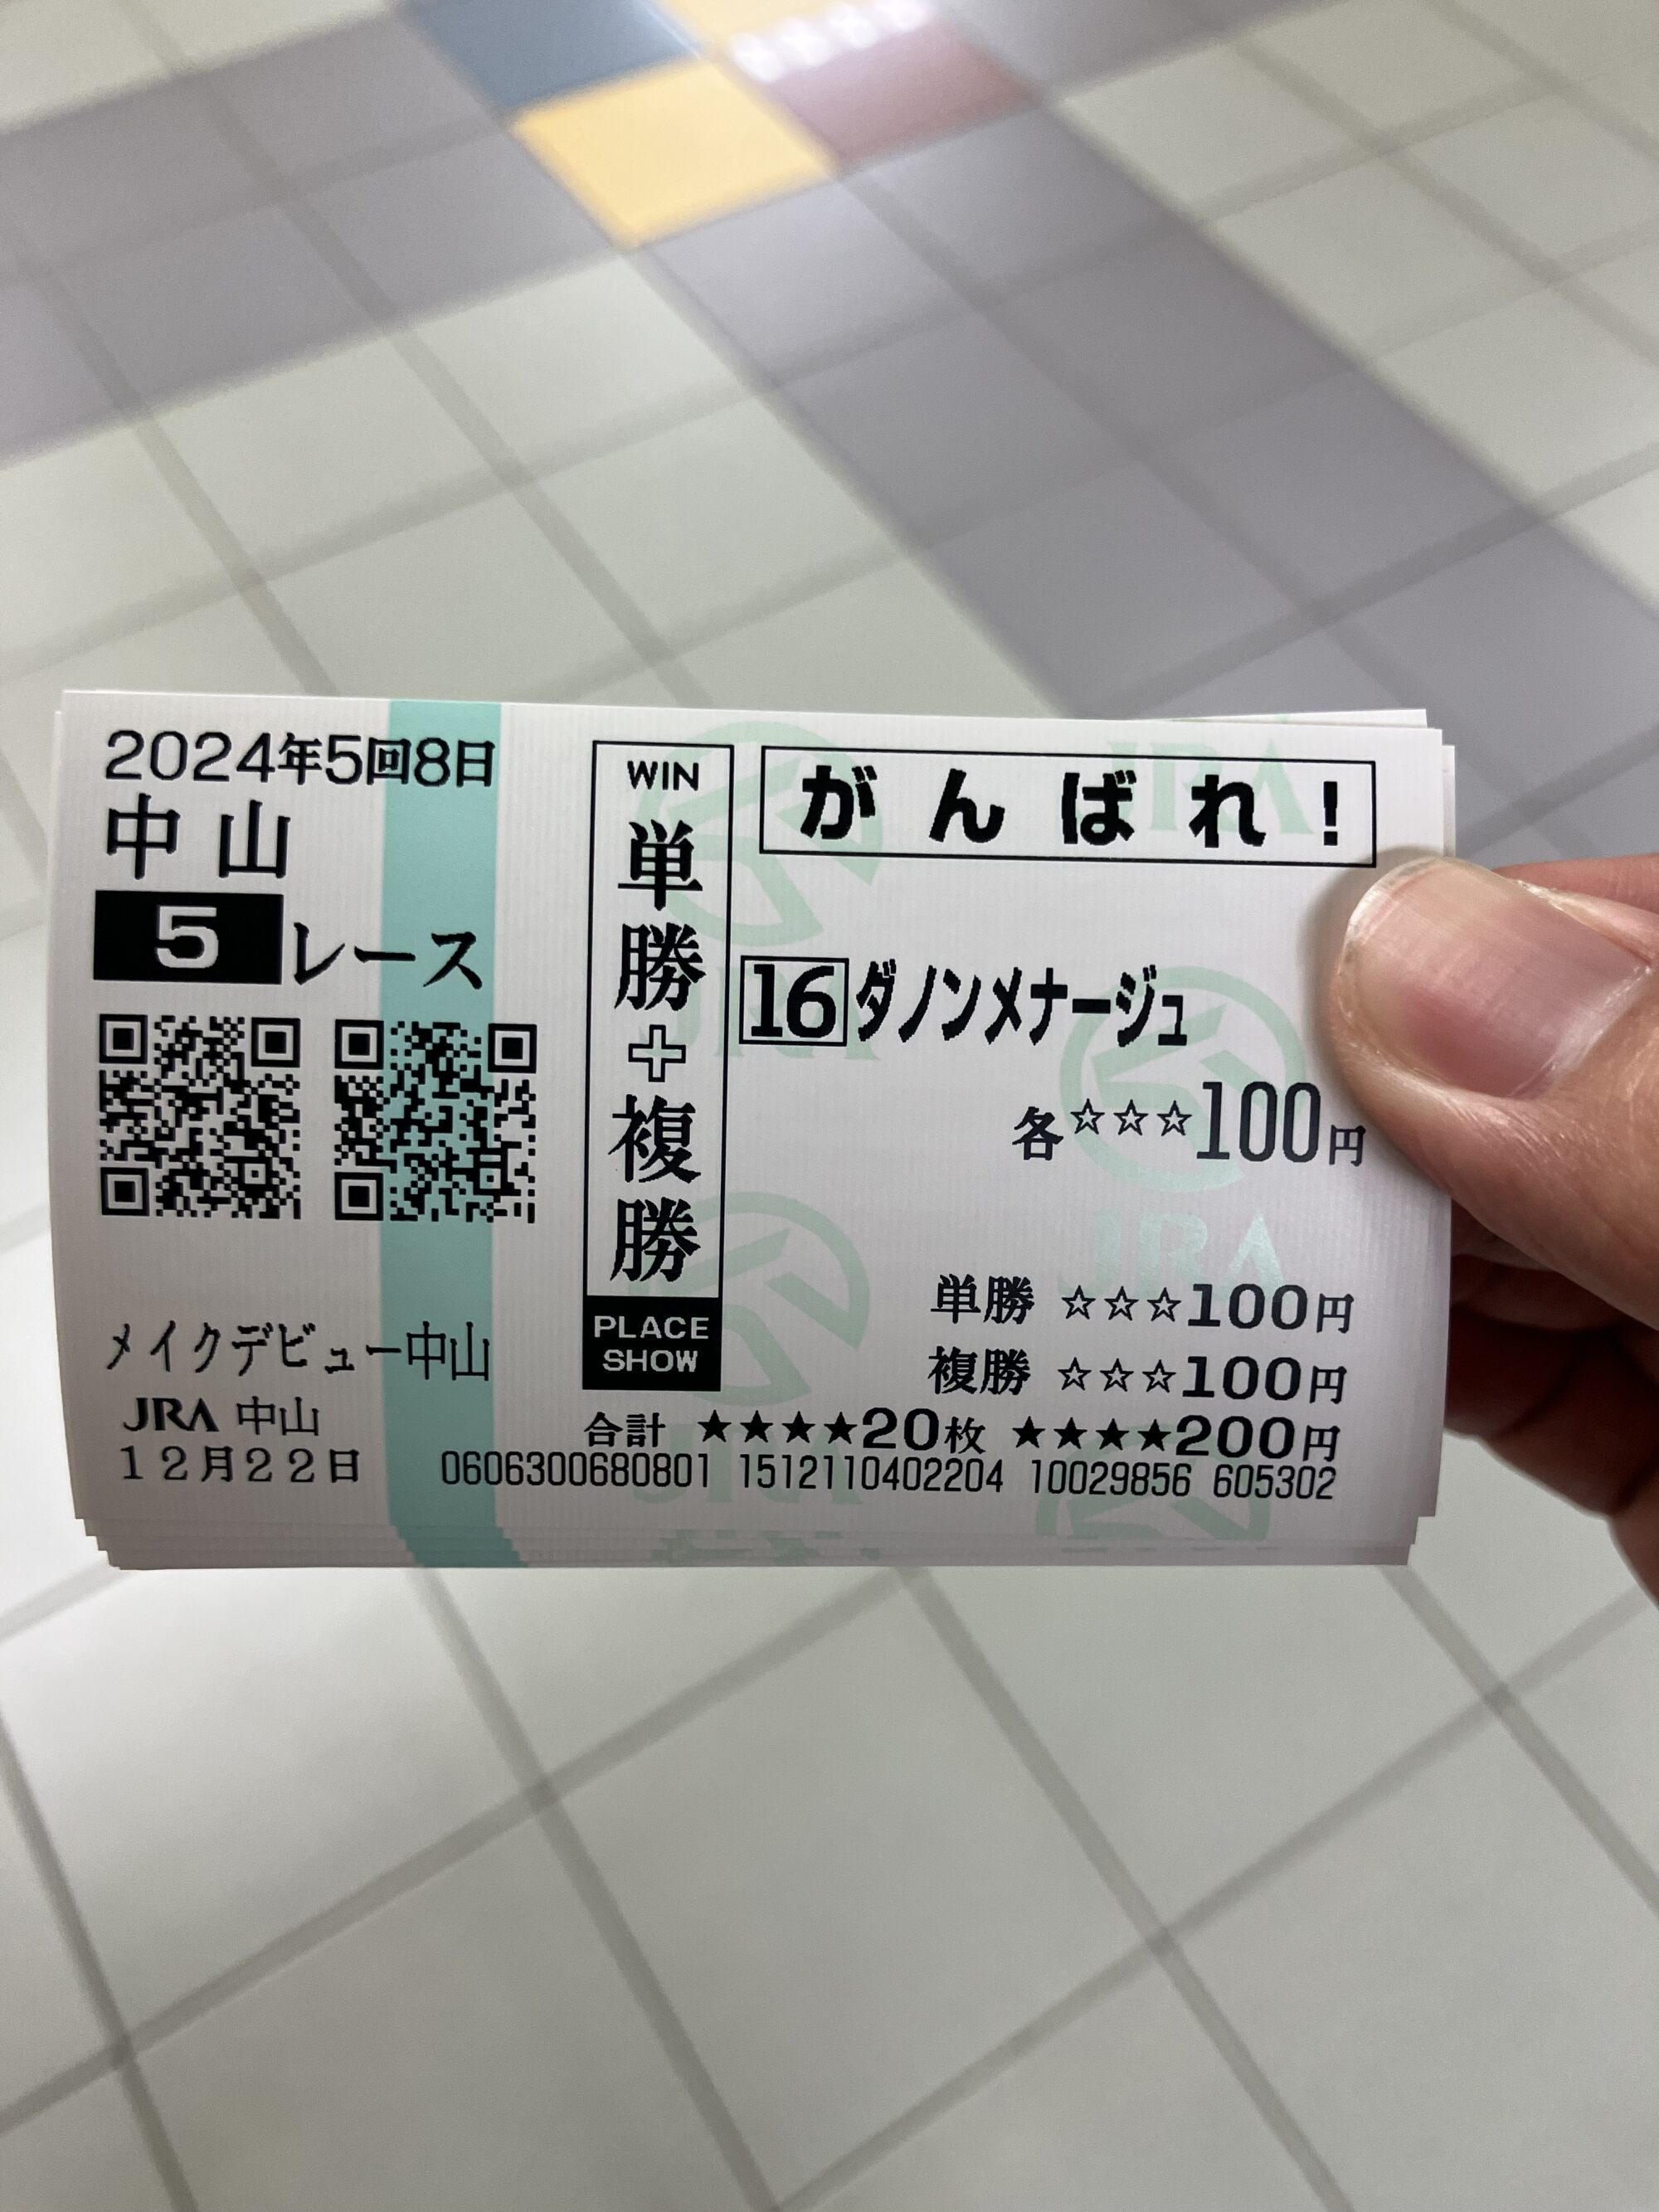 2024年5回8日
中山
5レース
メイクデビュー中山
JRA 中山
12月22日
WIN
単勝+複勝
PLACE
SHOW
がんばれ!
16 ダノンメナージュ
各☆☆☆100円
単勝 ☆☆☆100円
複勝 ☆☆☆100円
合計 ★★★★20枚 ★★★★200円
0606300680801 1512110402204 10029856 605302
JRA
JRA
JRA
JRA